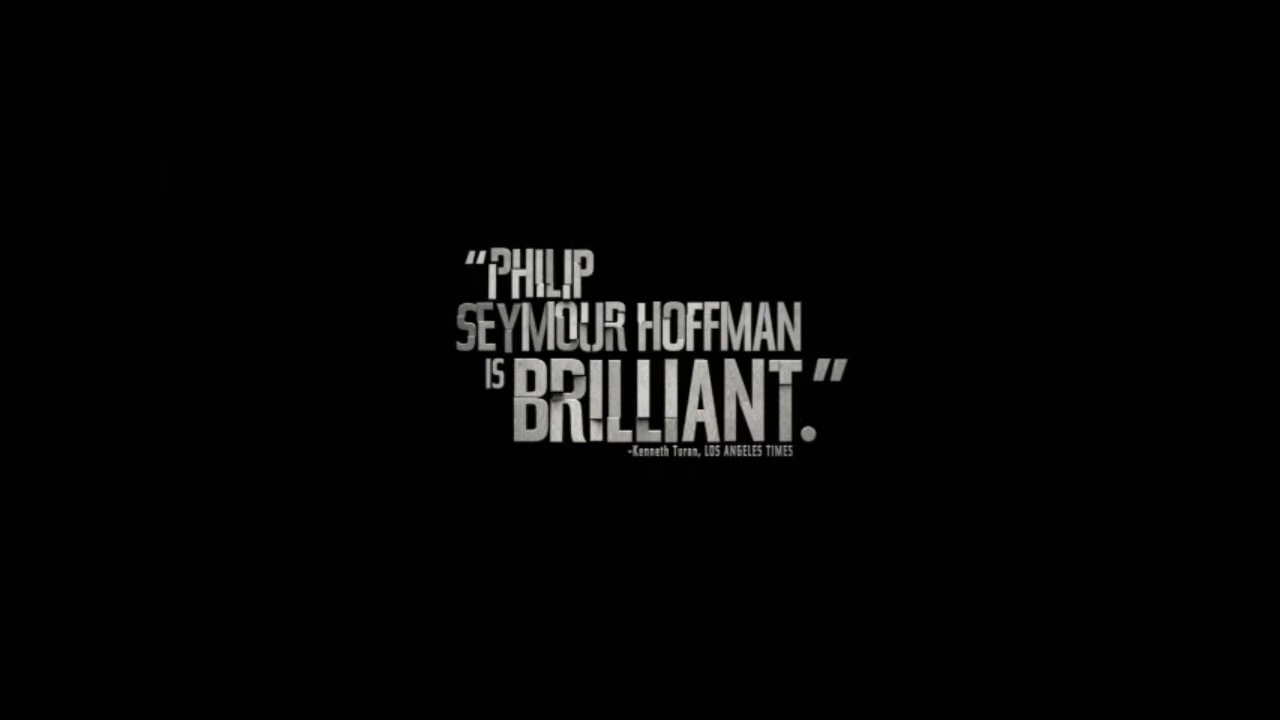 “PHILIP
SEYMOUR HOFFMAN
IS BRILLIANT.”
-Kenneth Turan, LOS ANGELES TIMES